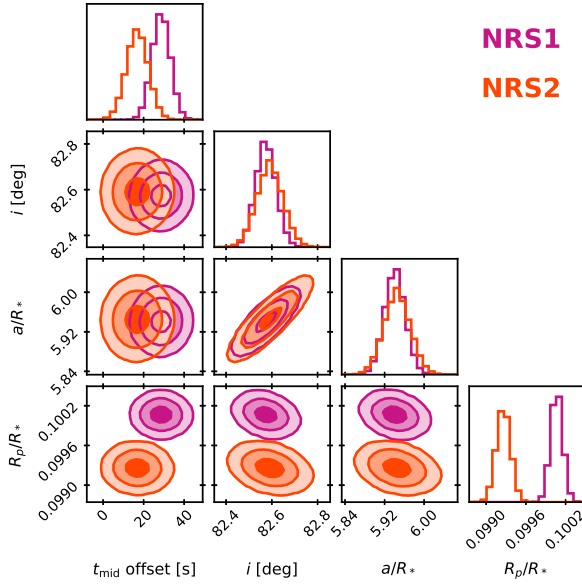 NRS1
NRS2
82.8
82.6
82.4
i [deg]
6.00
5.92
5.84
a/R*
0.1002
0.0996
0.0990
Rp/R*
0 20 40
82.4 82.6 82.8
5.84 5.92 6.00
0.0990 0.0996 0.1002
tmid offset [s]
i [deg]
a/R*
Rp/R*